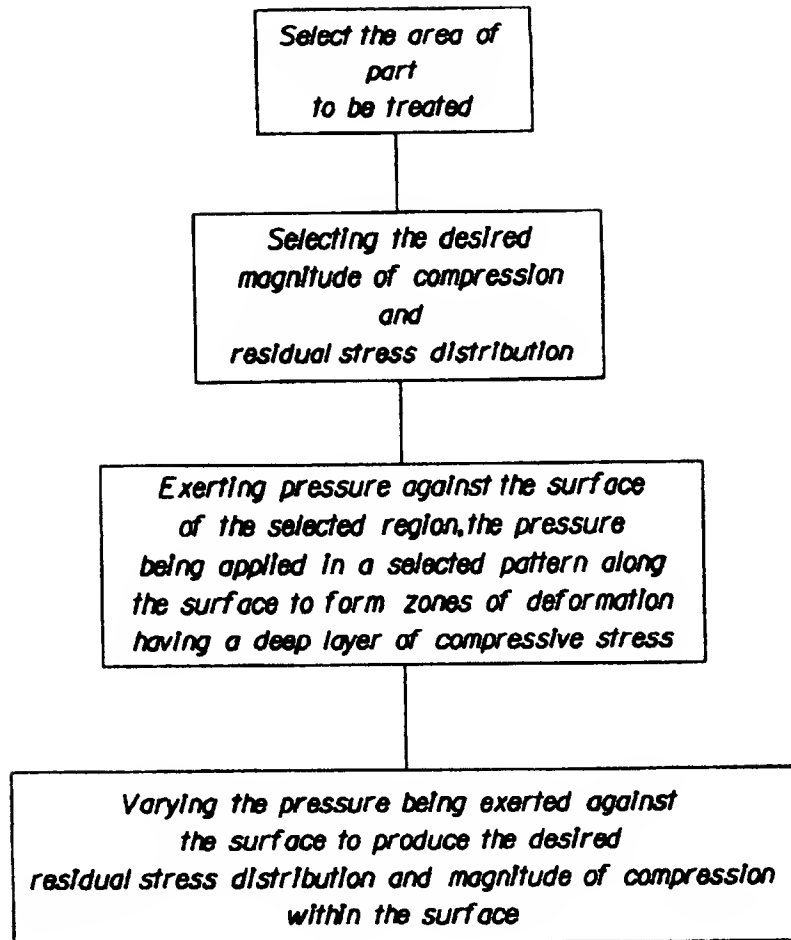 Select the area of
part
to be treated
Selecting the desired
magnitude of compression
and
residual stress distribution
Exerting pressure against the surface
of the selected region, the pressure
being applied in a selected pattern along
the surface to form zones of deformation
having a deep layer of compressive stress
Varying the pressure being exerted against
the surface to produce the desired
residual stress distribution and magnitude of compression
within the surface